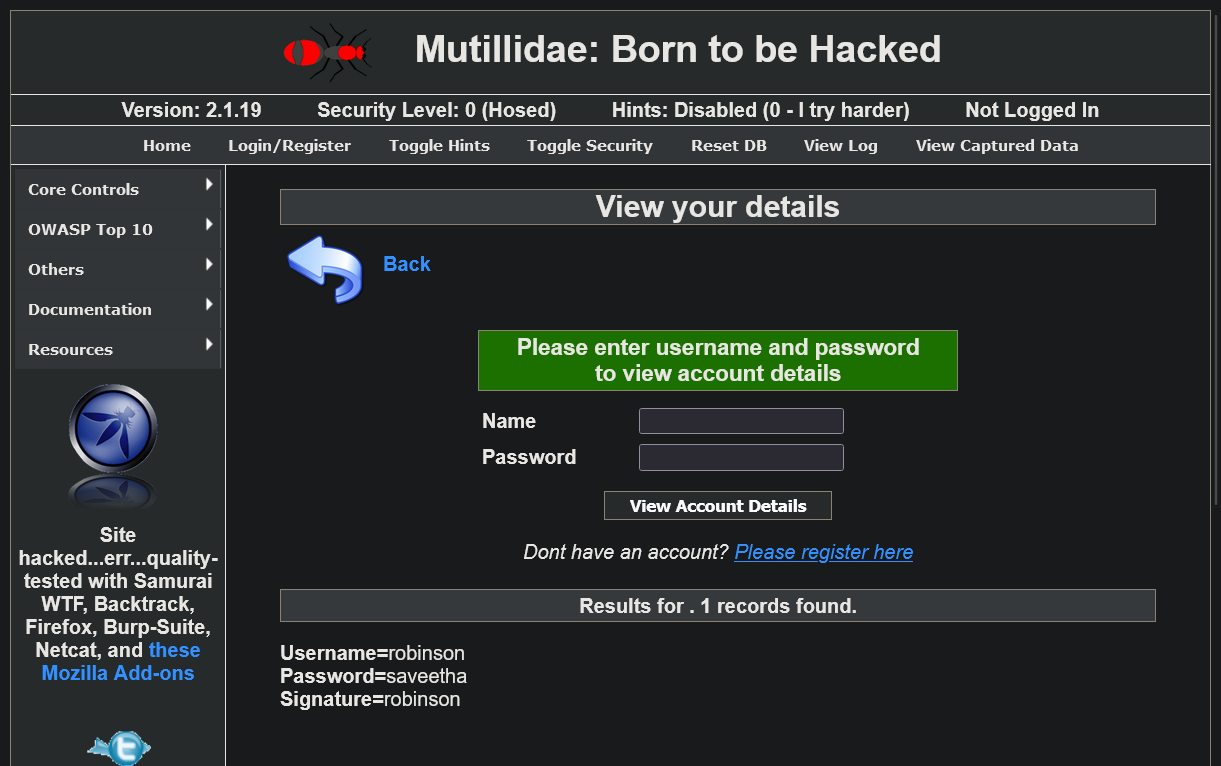 Mutillidae: Born to be Hacked
Version: 2.1.19 Security Level: 0 (Hosed) Hints: Disabled (0 - I try harder) Not Logged In
Home Login/Register Toggle Hints Toggle Security Reset DB View Log View Captured Data
Core Controls
OWASP Top 10
Others
Documentation
Resources
Site
hacked...err...quality-
tested with Samurai
WTF, Backtrack,
Firefox, Burp-Suite,
Netcat, and these
Mozilla Add-ons
View your details
Back
Please enter username and password
to view account details
Name
Password
View Account Details
Dont have an account? Please register here
Results for . 1 records found.
Username=robinson
Password=saveetha
Signature=robinson